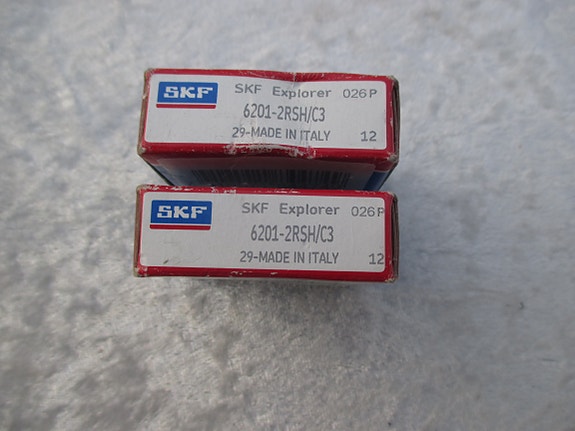 SKF SKF Explorer 026P
6201-2RSH/C3
29-MADE IN ITALY 12
SKF SKF Explorer 026P
6201-2RSH/C3
29-MADE IN ITALY 12